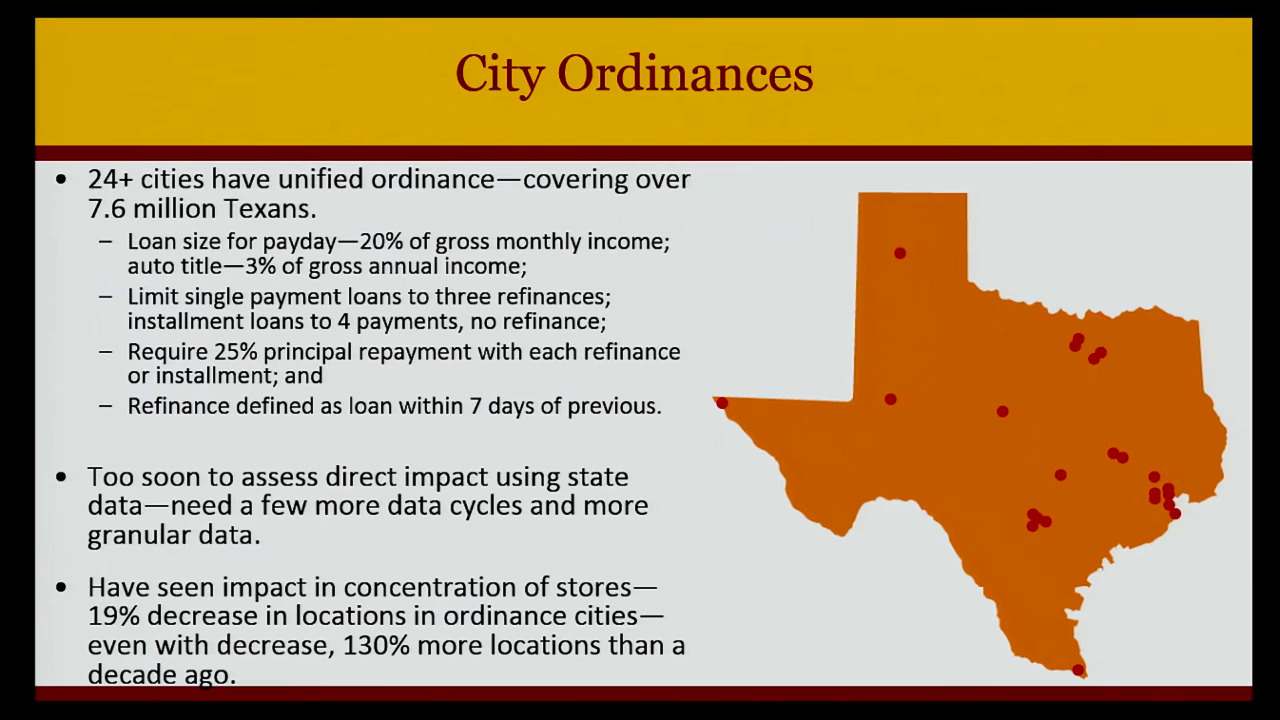 City Ordinances
• 24+ cities have unified ordinance—covering over
7.6 million Texans.
– Loan size for payday—20% of gross monthly income;
auto title—3% of gross annual income;
– Limit single payment loans to three refinances;
installment loans to 4 payments, no refinance;
– Require 25% principal repayment with each refinance
or installment; and
– Refinance defined as loan within 7 days of previous.
• Too soon to assess direct impact using state
data—need a few more data cycles and more
granular data.
• Have seen impact in concentration of stores—
19% decrease in locations in ordinance cities—
even with decrease, 130% more locations than a
decade ago.